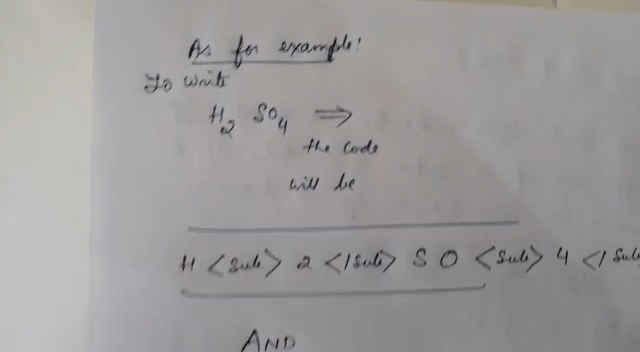 As for example:
To write
H₂ SO₄ ⇒
the code
will be
H <Sub> 2 </Sub> S O <Sub> 4 </Sub
AND